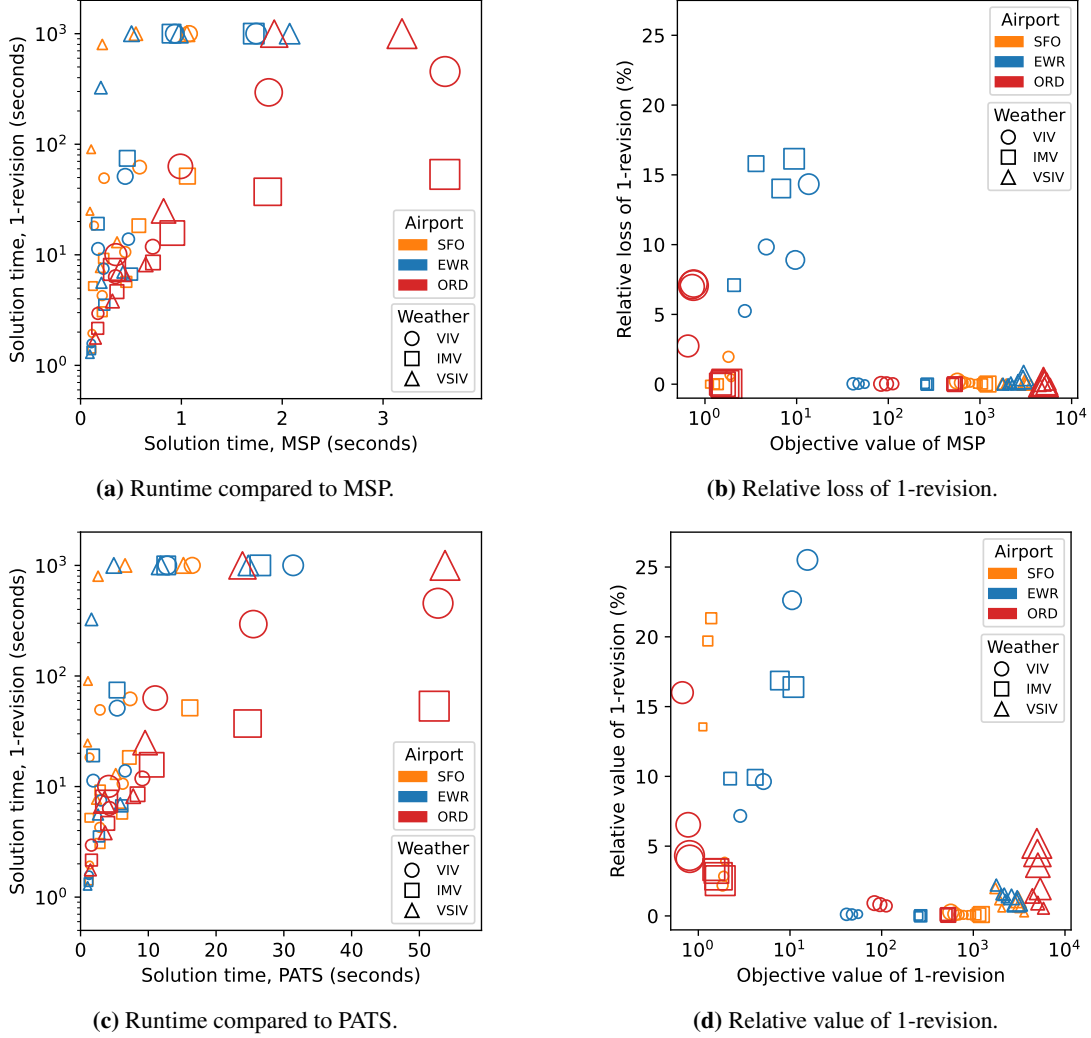 Solution time, 1-revision (seconds)
10³
10²
10¹
10⁰
0
1
2
3
Solution time, MSP (seconds)
Airport
SFO
EWR
ORD
Weather
VIV
IMV
VSIV
(a) Runtime compared to MSP.
Relative loss of 1-revision (%)
25
20
15
10
5
0
10⁰
10¹
10²
10³
10⁴
Objective value of MSP
Airport
SFO
EWR
ORD
Weather
VIV
IMV
VSIV
(b) Relative loss of 1-revision.
Solution time, 1-revision (seconds)
10³
10²
10¹
10⁰
0
10
20
30
40
50
Solution time, PATS (seconds)
Airport
SFO
EWR
ORD
Weather
VIV
IMV
VSIV
(c) Runtime compared to PATS.
Relative value of 1-revision (%)
25
20
15
10
5
0
10⁰
10¹
10²
10³
10⁴
Objective value of 1-revision
Airport
SFO
EWR
ORD
Weather
VIV
IMV
VSIV
(d) Relative value of 1-revision.